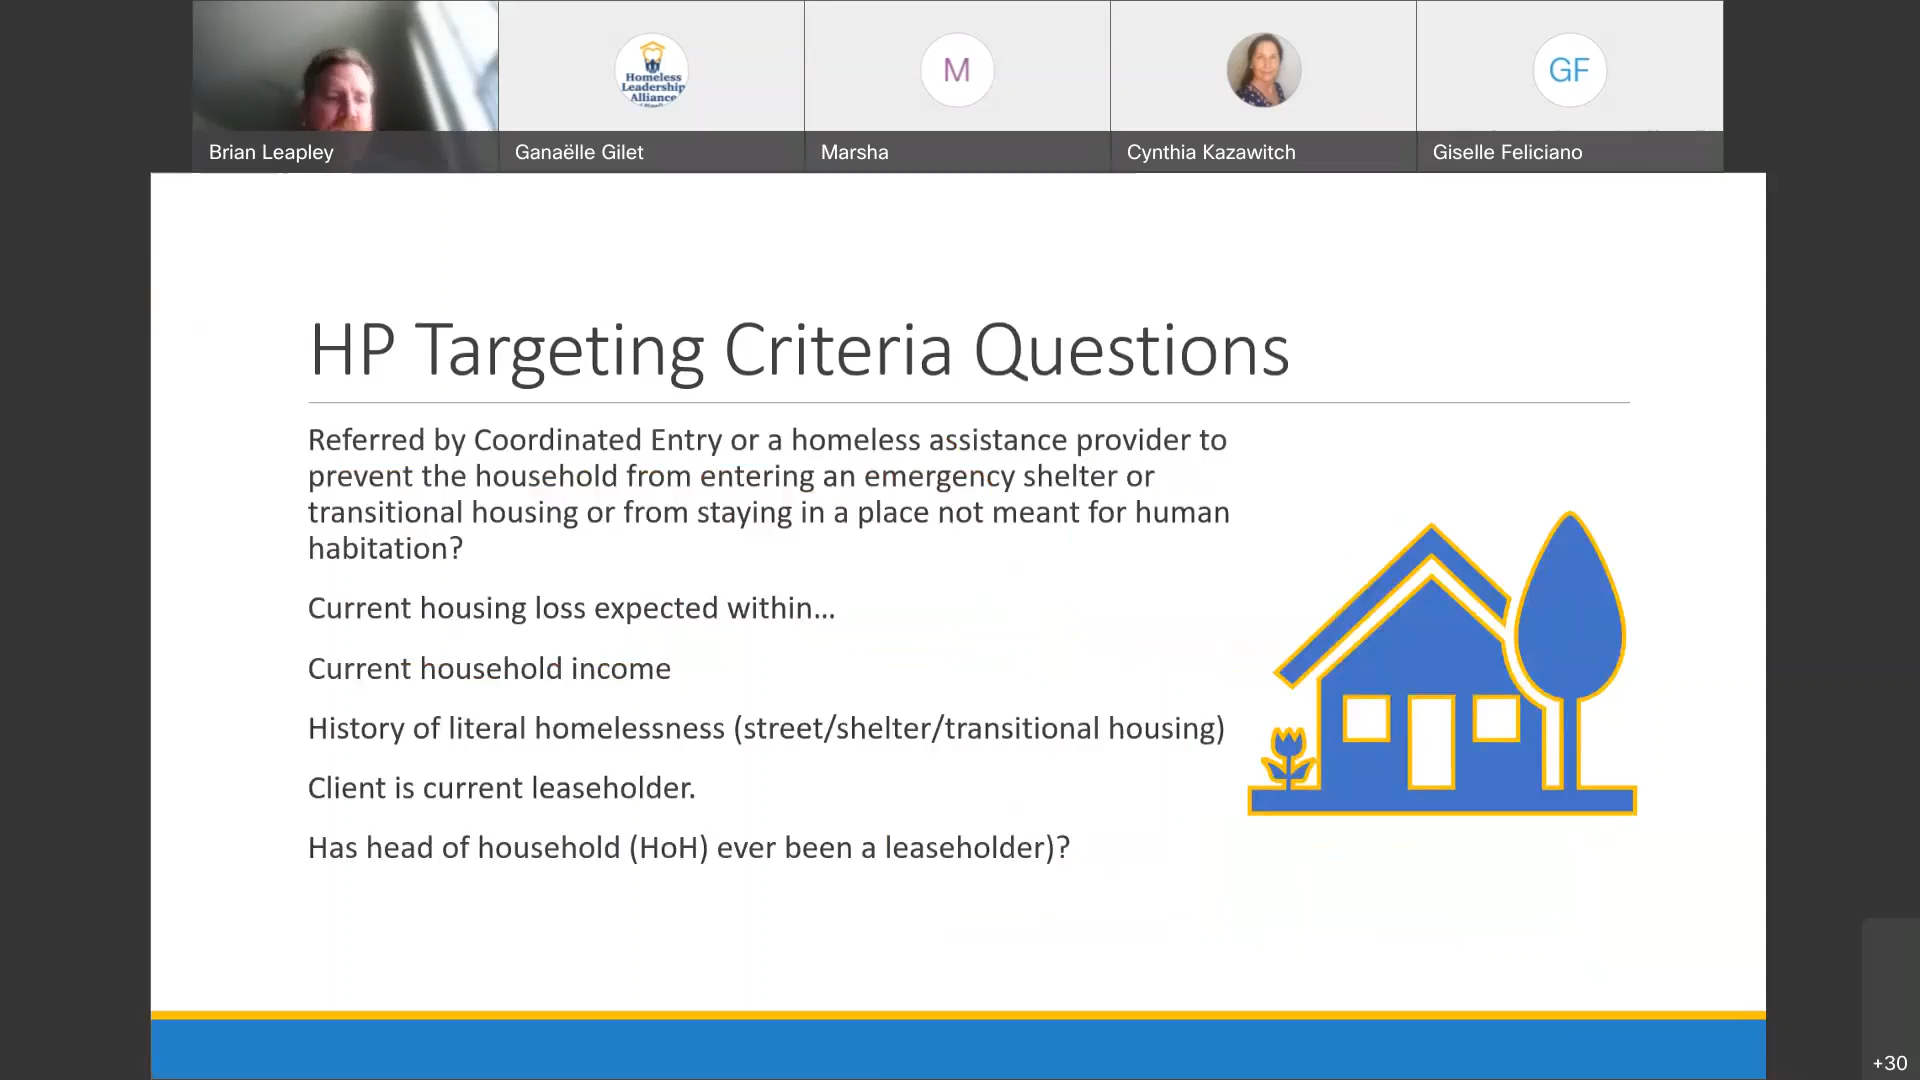 Homeless
Leadership
Alliance
M
GF
Brian Leapley
Ganaëlle Gilet
Marsha
Cynthia Kazawitch
Giselle Feliciano
HP Targeting Criteria Questions
Referred by Coordinated Entry or a homeless assistance provider to
prevent the household from entering an emergency shelter or
transitional housing or from staying in a place not meant for human
habitation?
Current housing loss expected within...
Current household income
History of literal homelessness (street/shelter/transitional housing)
Client is current leaseholder.
Has head of household (HoH) ever been a leaseholder)?
+30